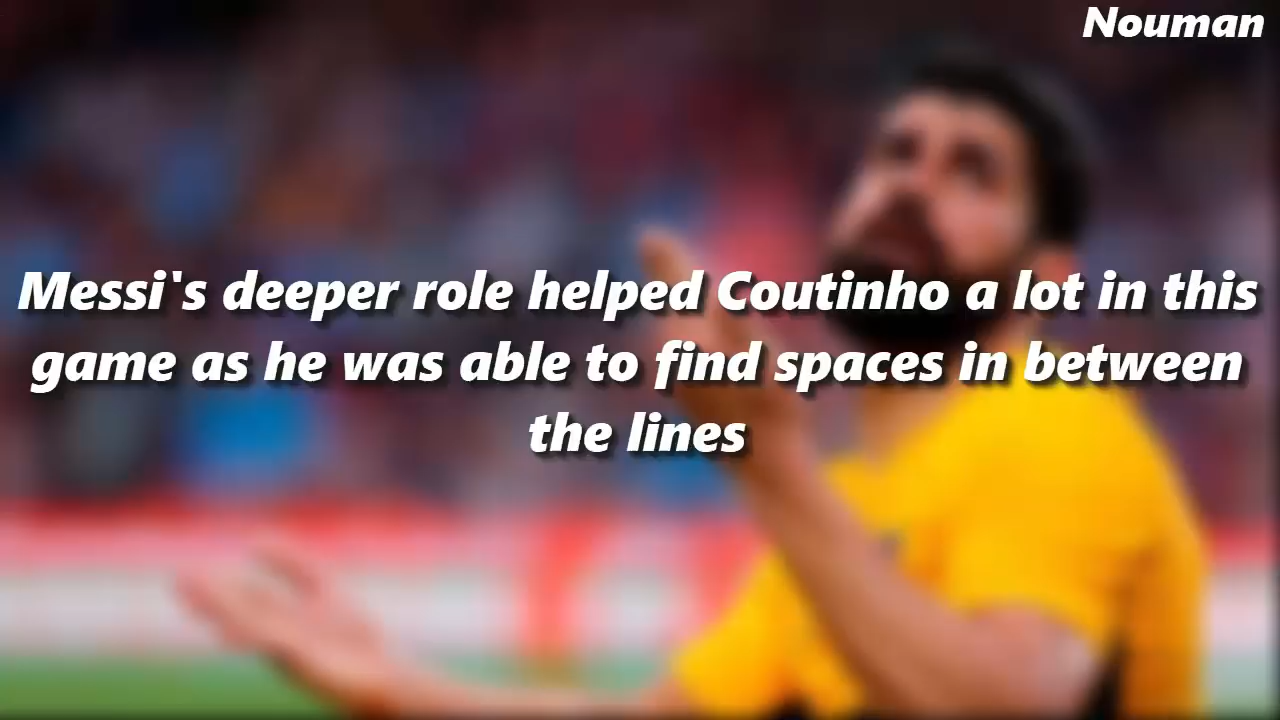 Nouman
Messi's deeper role helped Coutinho a lot in this
game as he was able to find spaces in between
the lines